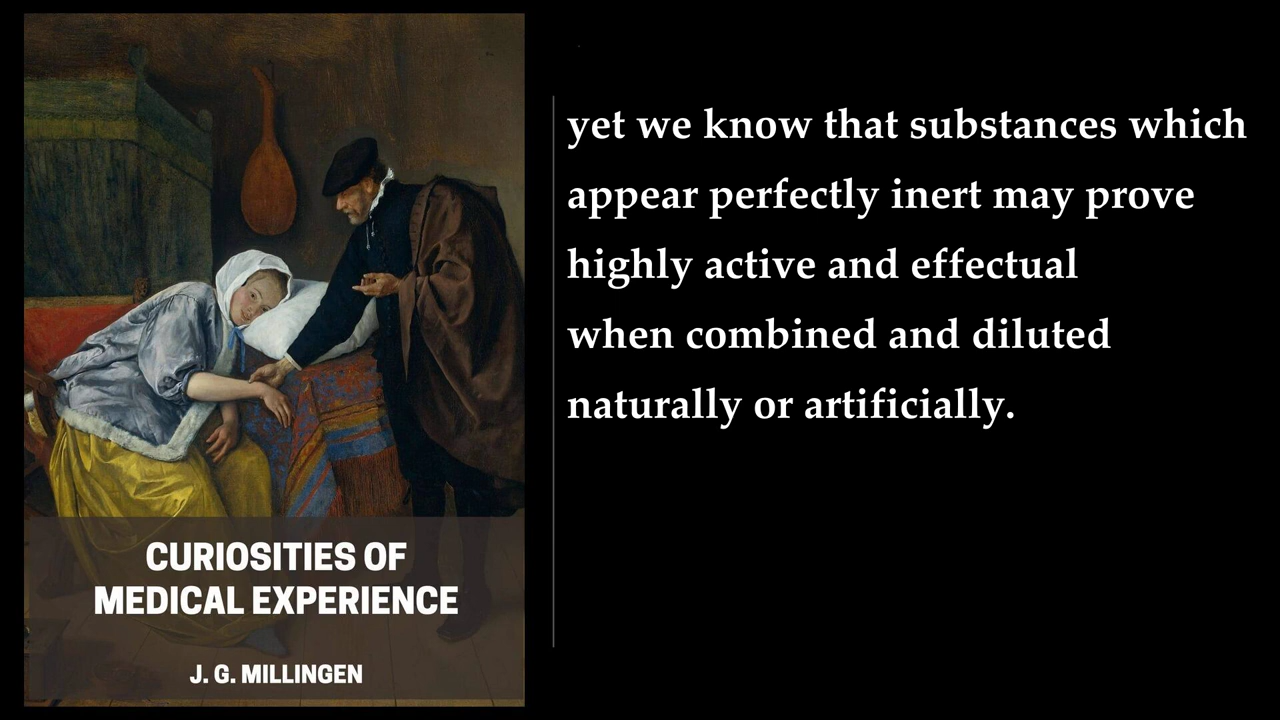 yet we know that substances which
appear perfectly inert may prove
highly active and effectual
when combined and diluted
naturally or artificially.
CURIOSITIES OF
MEDICAL EXPERIENCE
J. G. MILLINGEN